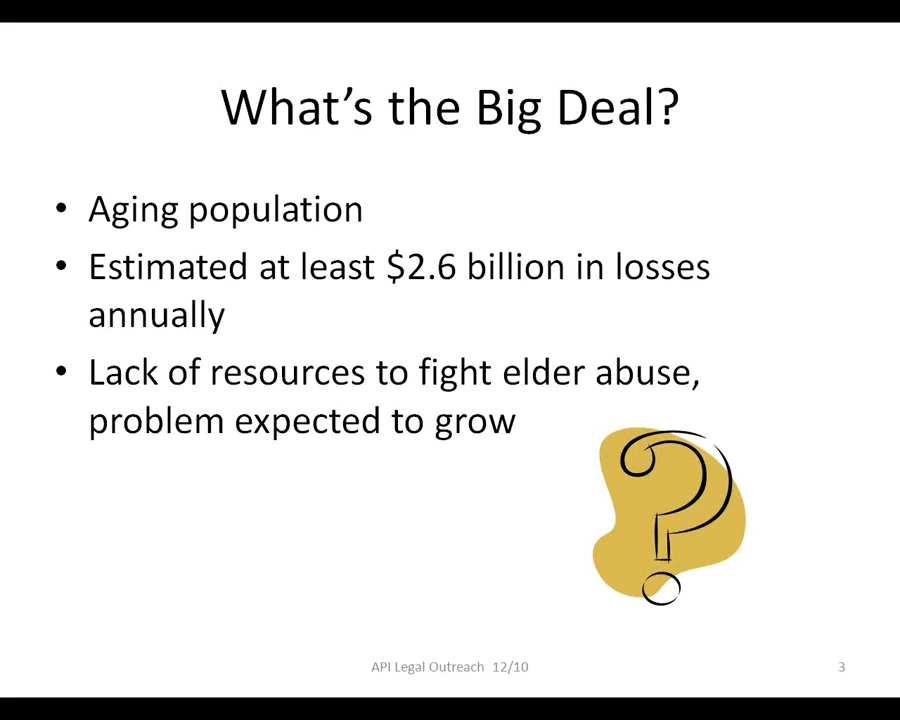 What’s the Big Deal?
• Aging population
• Estimated at least $2.6 billion in losses
annually
• Lack of resources to fight elder abuse,
problem expected to grow
API Legal Outreach 12/10
3